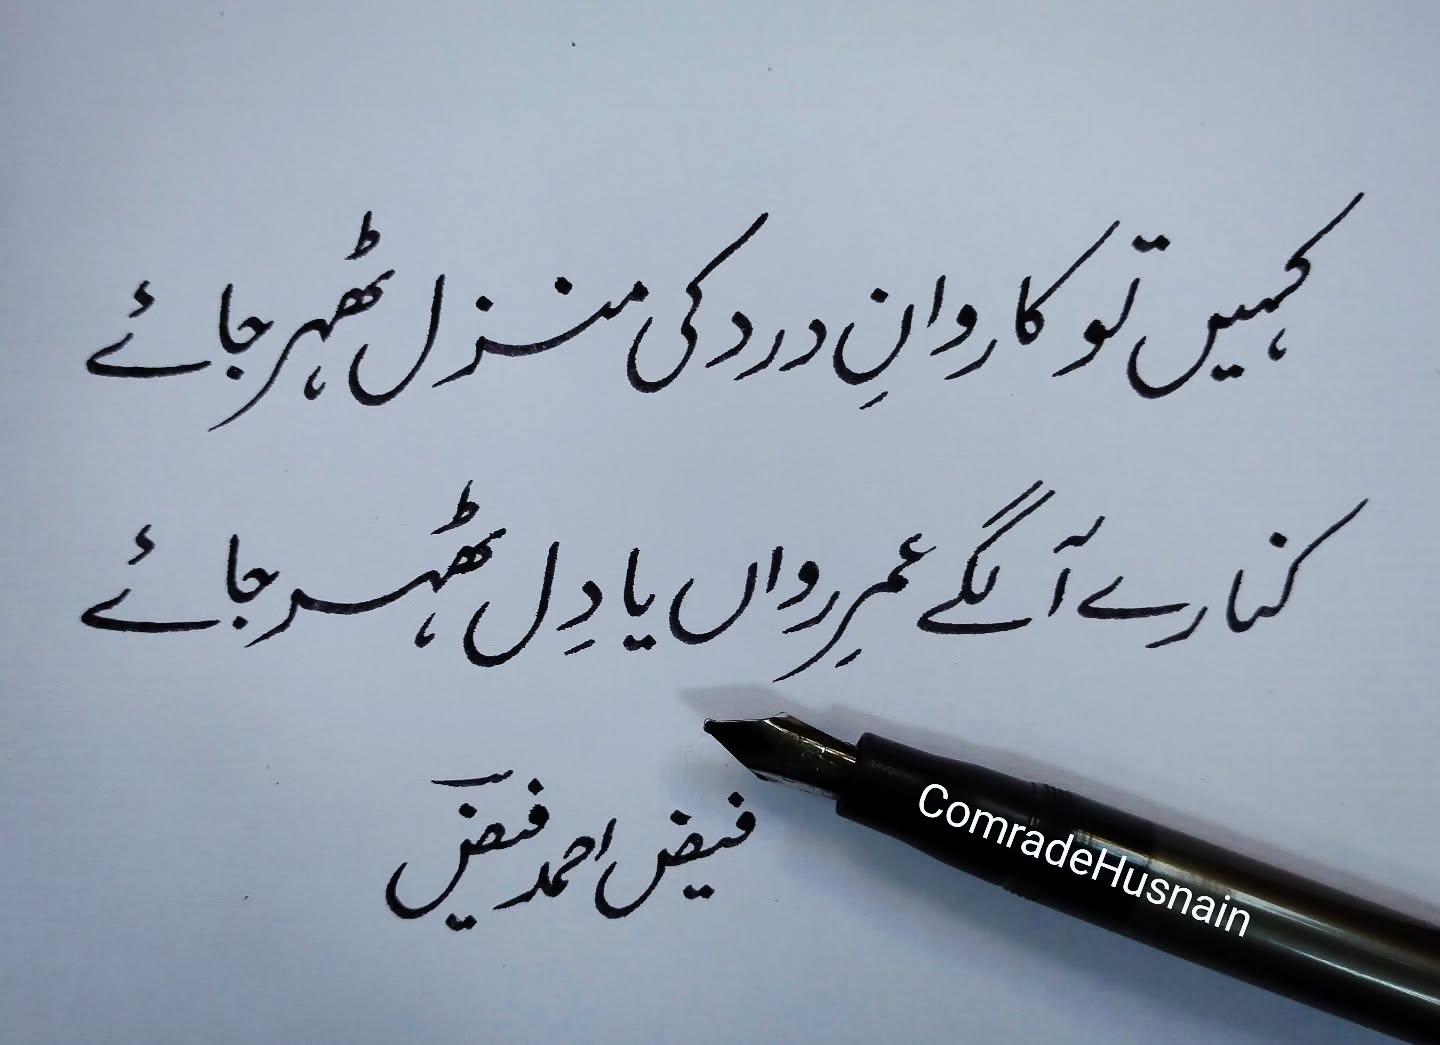 کہیں تو کاروانِ درد کی منزل ٹھہر جائے
کنارے آ لگے عمرِ رواں یا دِل ٹھہر جائے
فیض احمد فیضؔ
ComradeHusnain